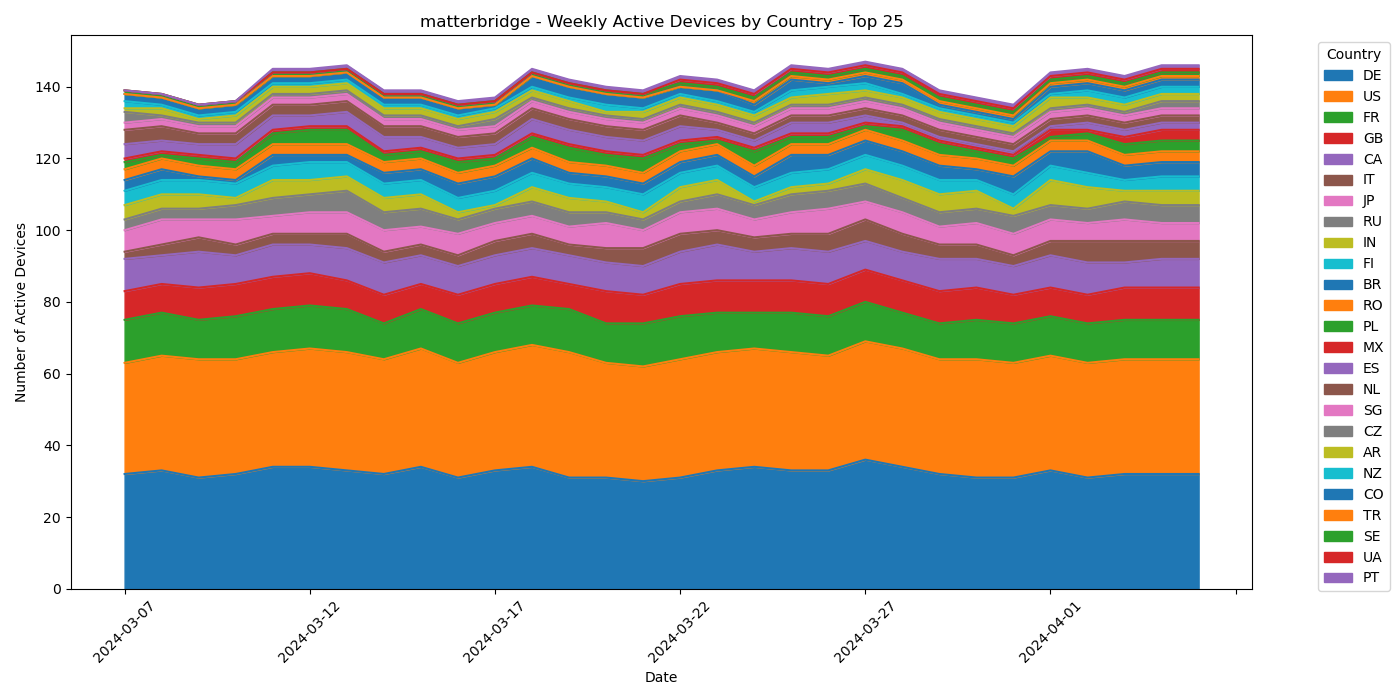 matterbridge - Weekly Active Devices by Country - Top 25
Number of Active Devices
140
120
100
80
60
40
20
0
2024-03-07
2024-03-12
2024-03-17
2024-03-22
2024-03-27
2024-04-01
Date
Country
DE
US
FR
GB
CA
IT
JP
RU
IN
FI
BR
RO
PL
MX
ES
NL
SG
CZ
AR
NZ
CO
TR
SE
UA
PT